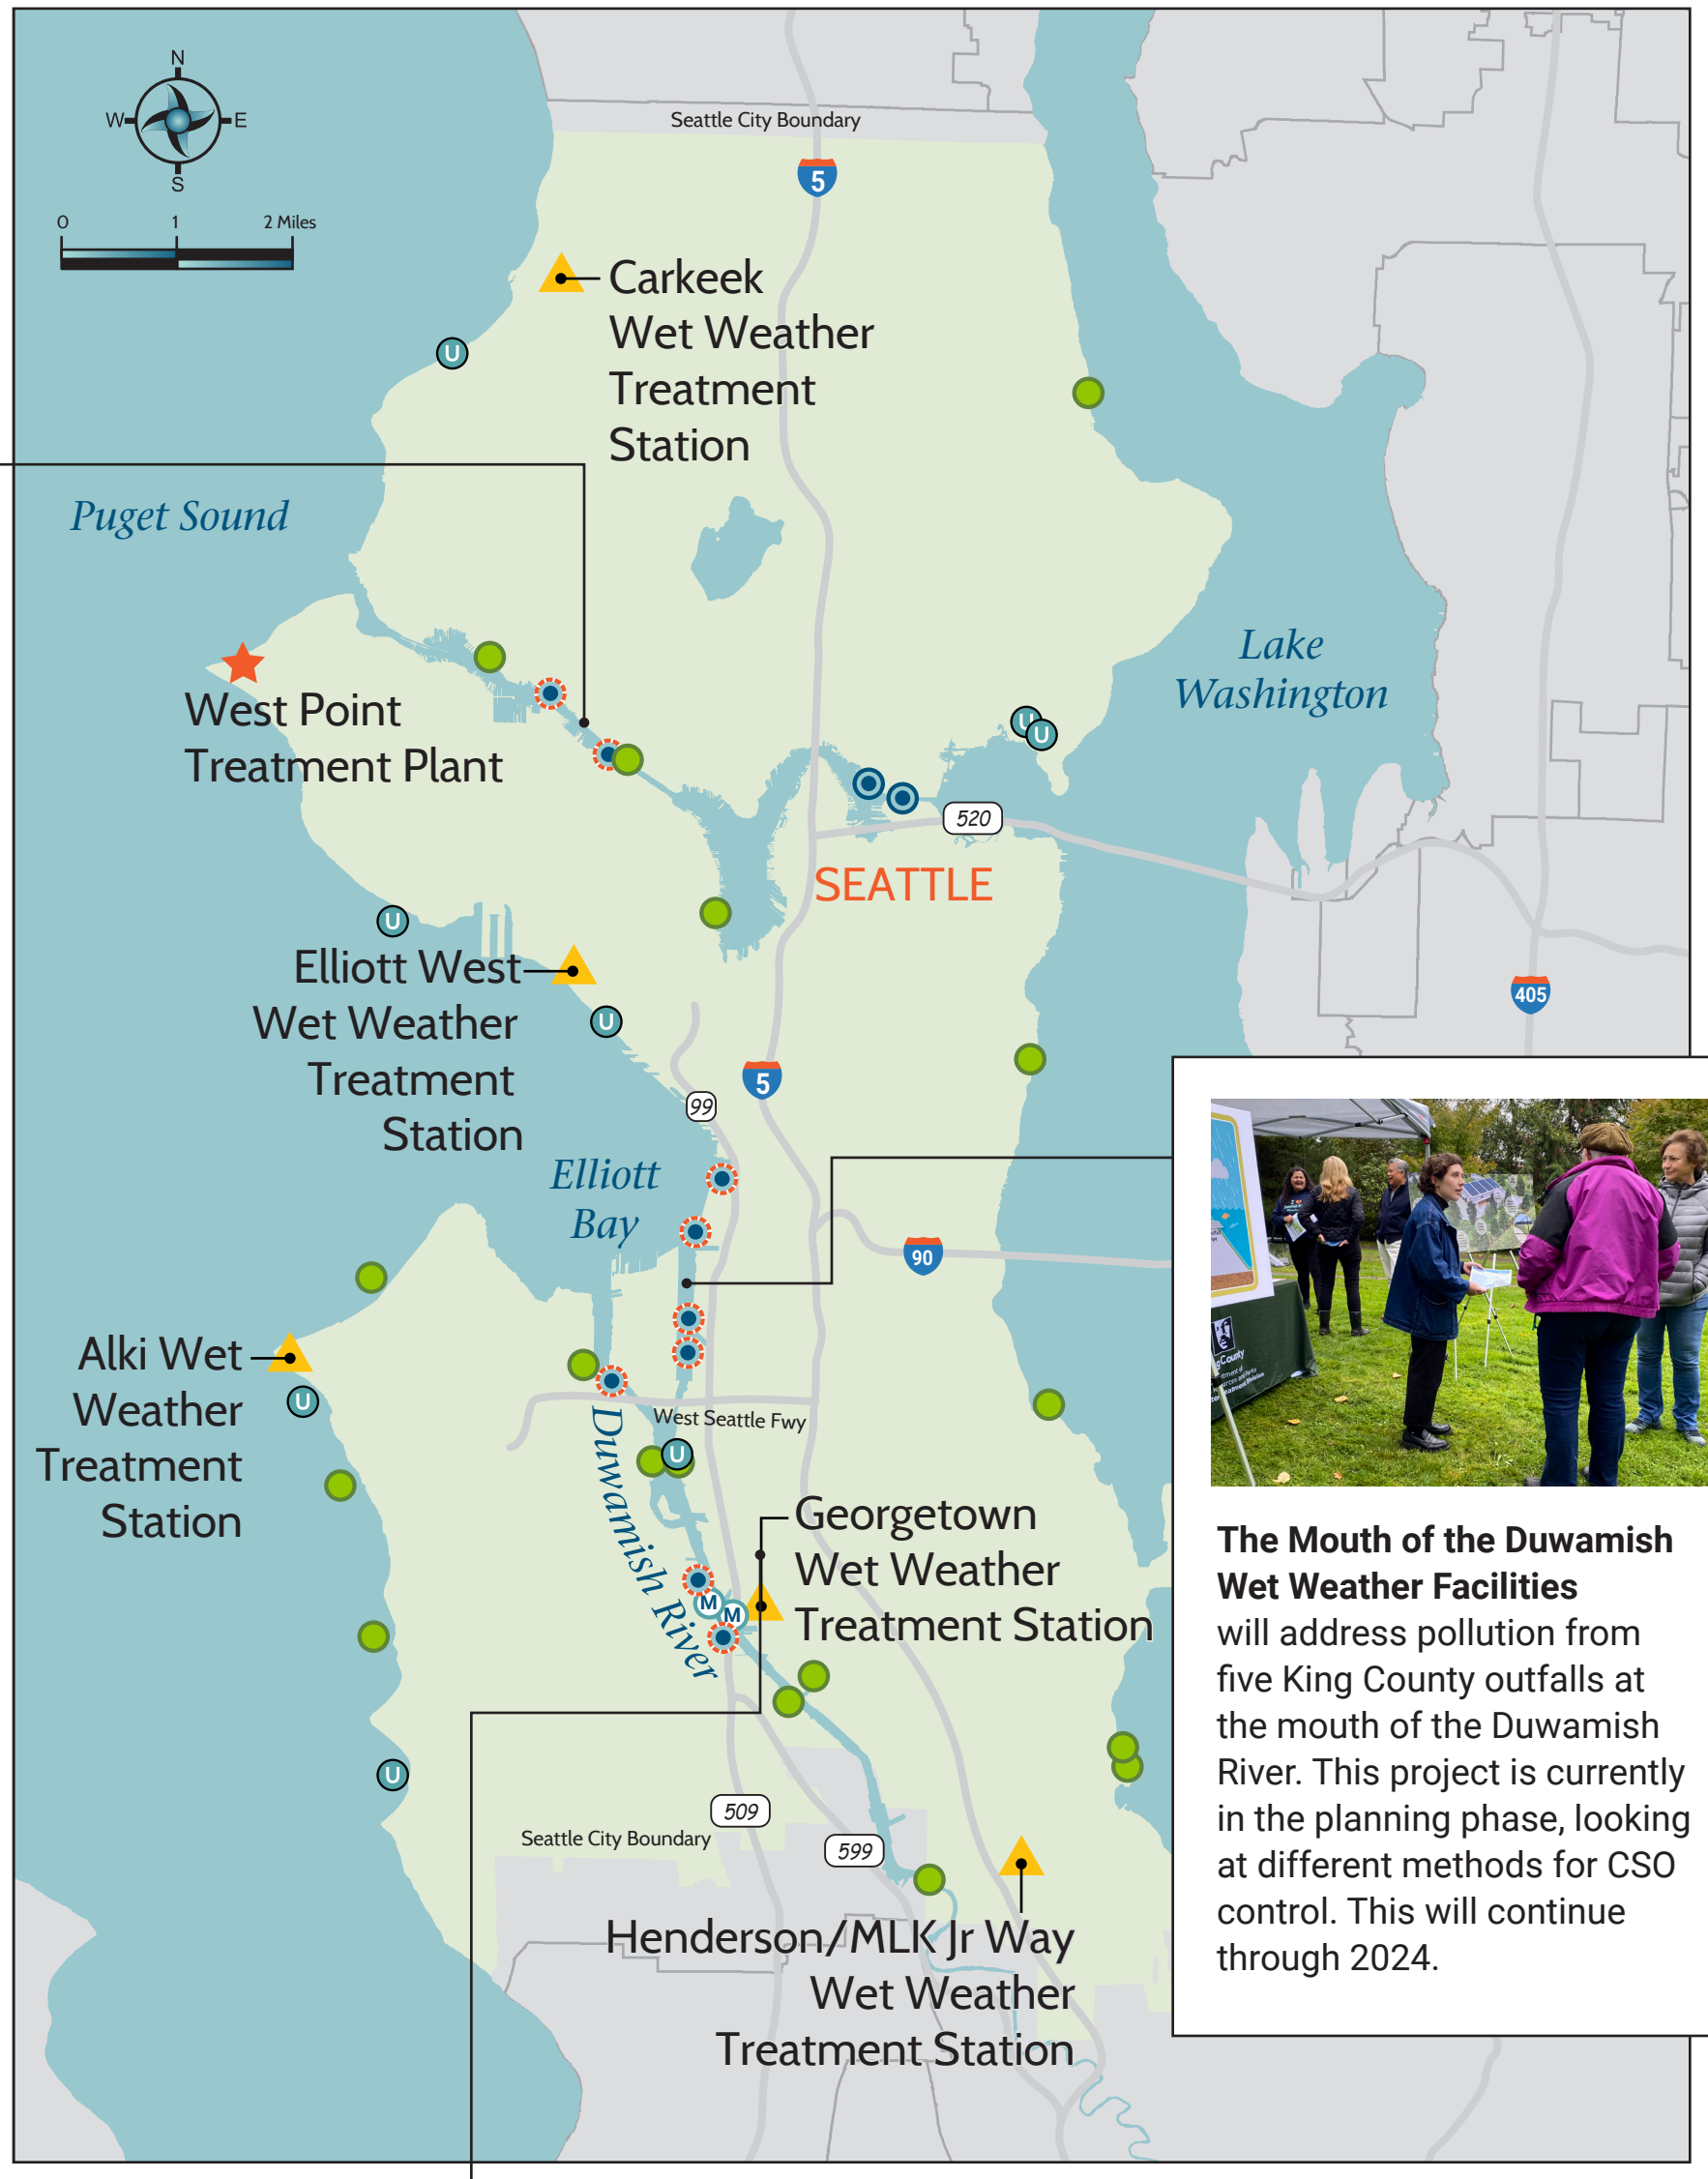 N
W
E
S
0 1 2 Miles
Seattle City Boundary
5
Carkeek
Wet Weather
Treatment
Station
U
Puget Sound
Lake
Washington
West Point
Treatment Plant
U
U
520
SEATTLE
U
Elliott West
Wet Weather
Treatment
Station
U
405
5
99
Elliott
Bay
90
Alki Wet
Weather
Treatment
Station
U
West Seattle Fwy
U
Duwamish River
Georgetown
Wet Weather
Treatment Station
M
M
U
509
Seattle City Boundary
599
Henderson/MLK Jr Way
Wet Weather
Treatment Station
County
The Mouth of the Duwamish
Wet Weather Facilities
will address pollution from
five King County outfalls at
the mouth of the Duwamish
River. This project is currently
in the planning phase, looking
at different methods for CSO
control. This will continue
through 2024.